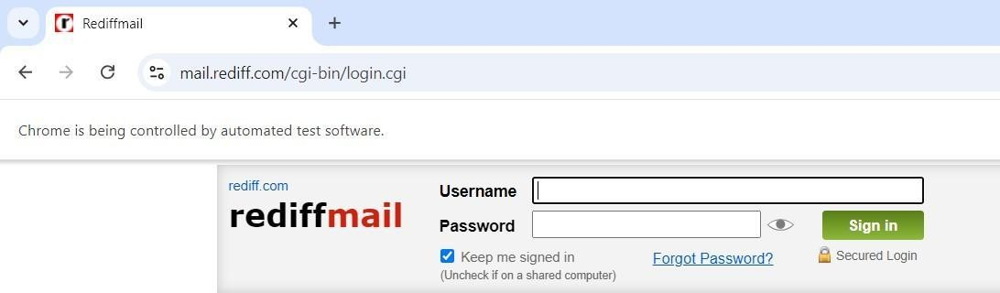 Rediffmail
mail.rediff.com/cgi-bin/login.cgi
Chrome is being controlled by automated test software.
rediff.com
rediffmail
Username
Password
Sign in
Keep me signed in
(Uncheck if on a shared computer)
Forgot Password?
Secured Login